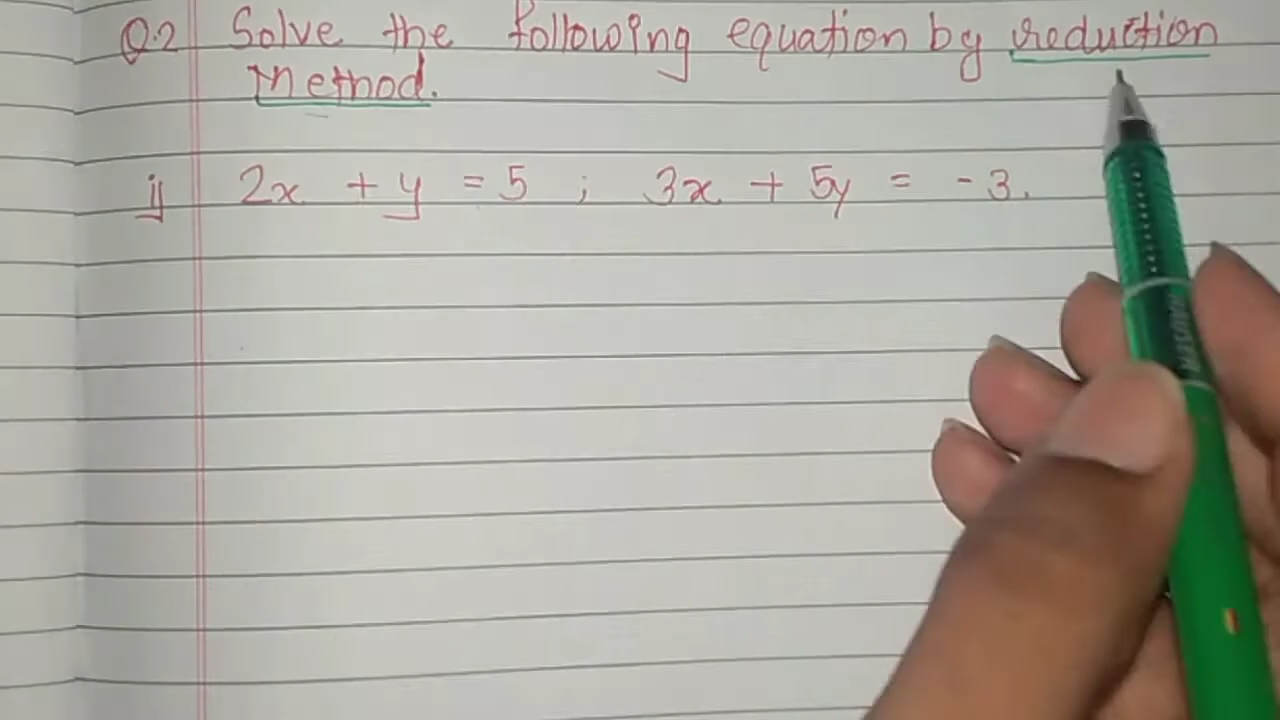 Q.2 Solve the following equation by reduction
Method.
i) 2x + y = 5 ; 3x + 5y = -3.